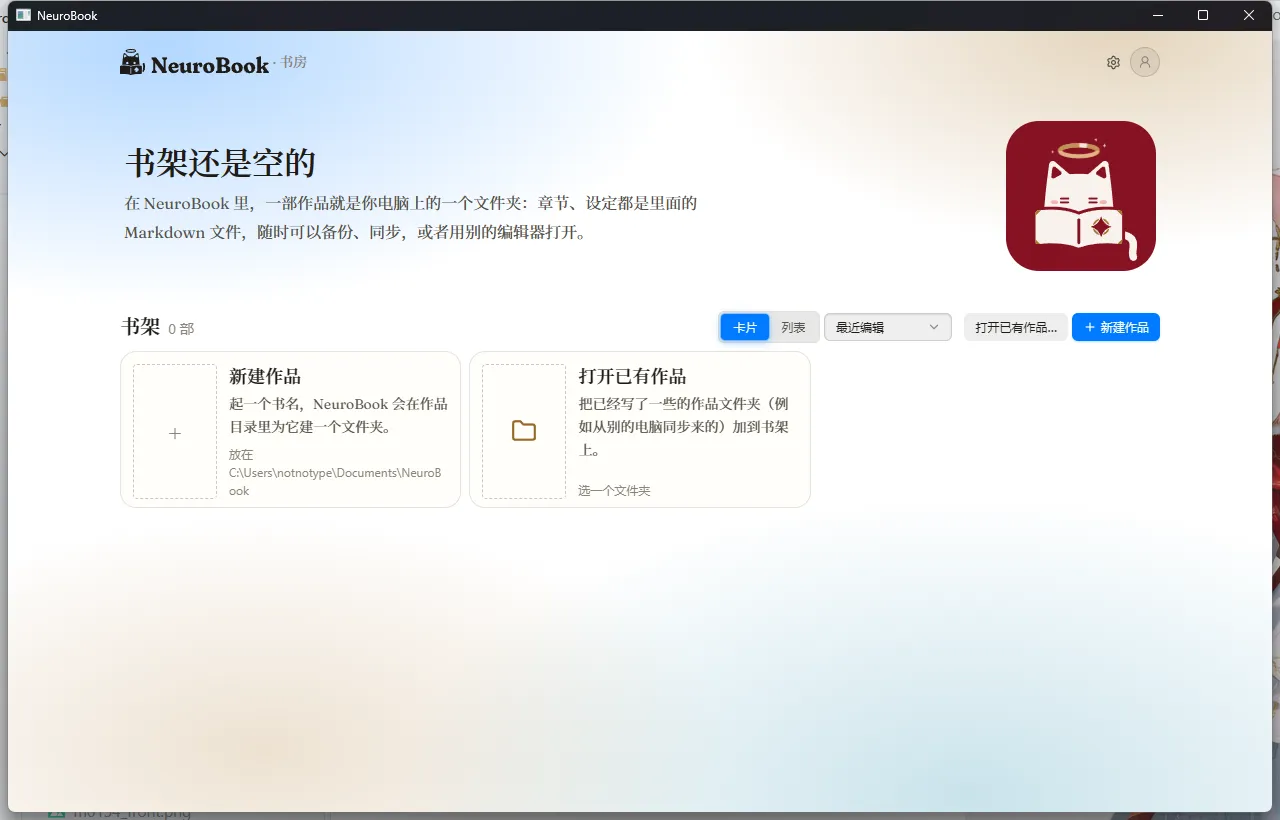 NeuroBook
NeuroBook · 书房
书架还是空的
在 NeuroBook 里，一部作品就是你电脑上的一个文件夹：章节、设定都是里面的
Markdown 文件，随时可以备份、同步，或者用别的编辑器打开。
书架 0 部
卡片 列表 最近编辑 打开已有作品... + 新建作品
新建作品
起一个书名，NeuroBook 会在作品
目录里为它建一个文件夹。
放在
C:\Users\notnotype\Documents\NeuroB
ook
打开已有作品
把已经写了一些的作品文件夹（例
如从别的电脑同步来的）加到书架
上。
选一个文件夹